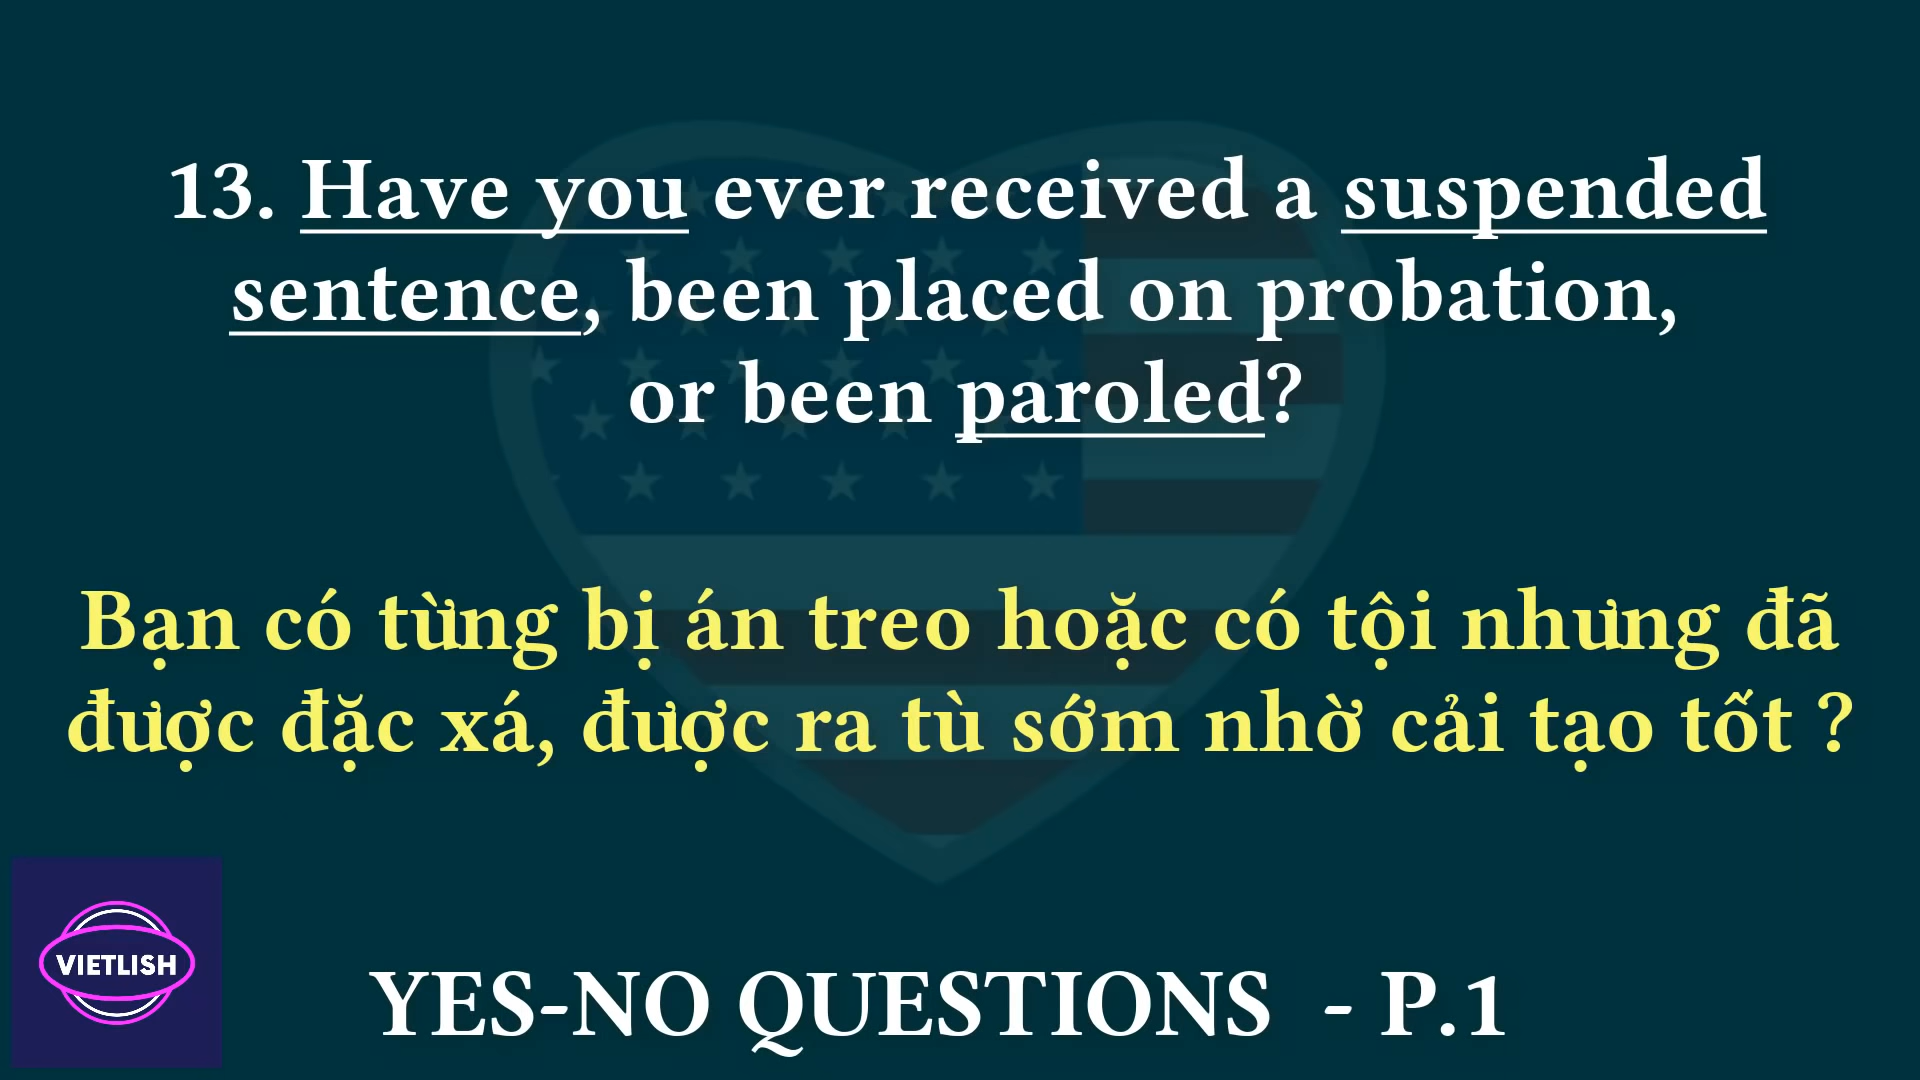 13. Have you ever received a suspended
sentence, been placed on probation,
or been paroled?
Bạn có từng bị án treo hoặc có tội nhưng đã
được đặc xá, được ra tù sớm nhờ cải tạo tốt ?
VIETLISH
YES-NO QUESTIONS - P.1